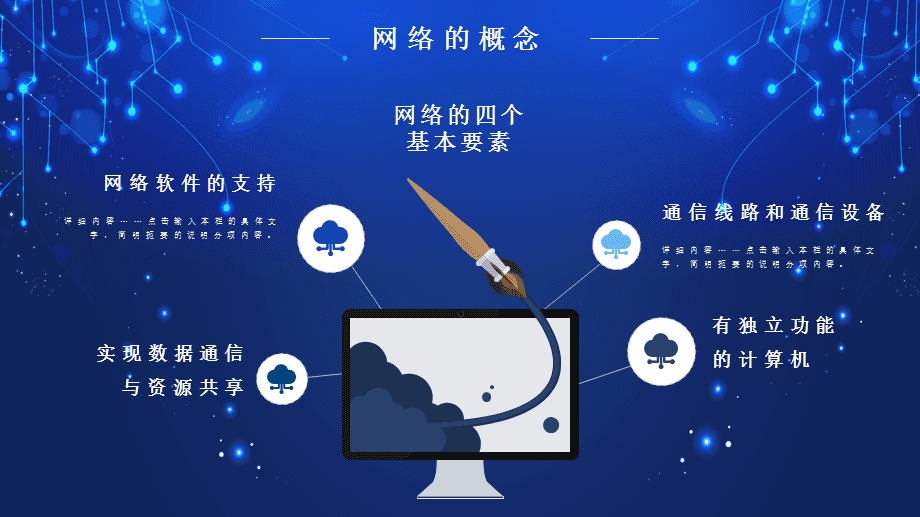 网络的概念
网络的四个
基本要素
网络软件的支持
详细内容……点击输入本栏的具体文
字，简明扼要的说明分项内容。
通信线路和通信设备
详细内容……点击输入本栏的具体文
字，简明扼要的说明分项内容。
实现数据通信
与资源共享
有独立功能
的计算机